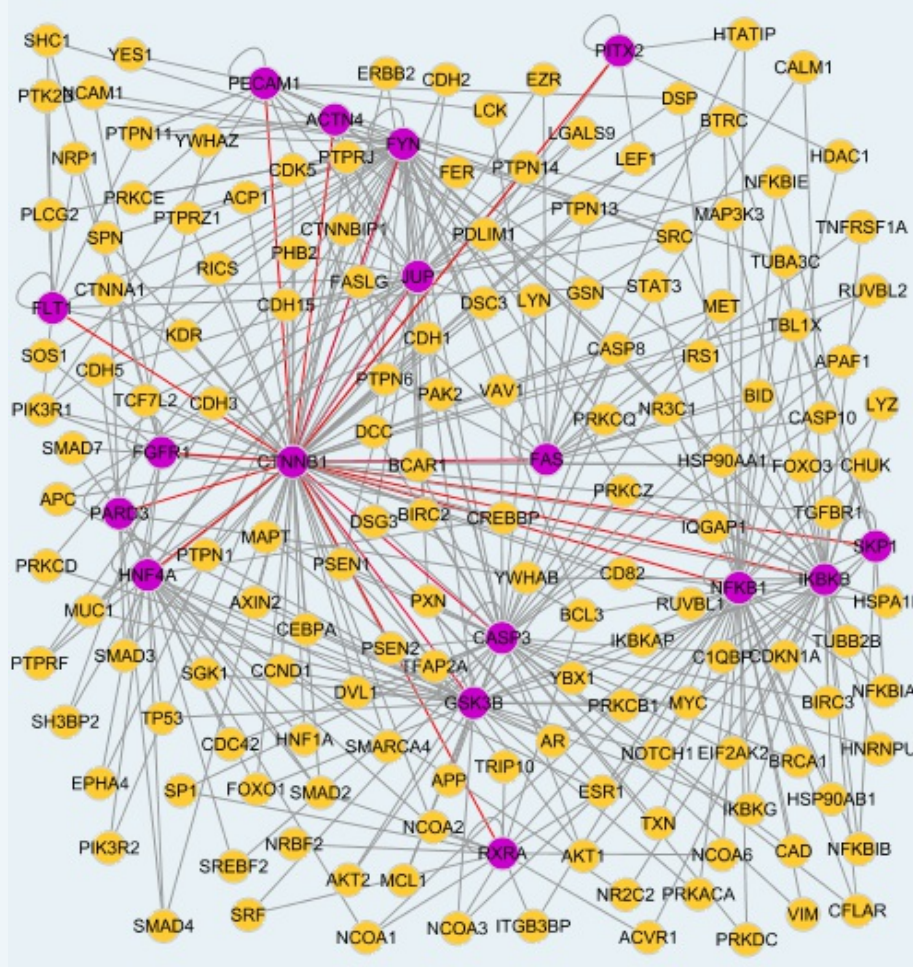 SHC1
YES1
PITX2
HTATIP
PECAM1
ERBB2
CDH2
EZR
CALM1
PTK2B
NCAM1
ACTN4
LCK
DSP
BTRC
PTPN11
YWHAZ
FYN
LGALS9
NRP1
CDK5
PTPRJ
FER
PTPN14
LEF1
HDAC1
PRKCE
ACP1
NFKBIE
PLCG2
PTPRZ1
PTPN13
MAP3K3
SPN
CTNNBIP1
PDLIM1
SRC
TNFRSF1A
RICS
PHB2
TUBA3C
CTNNA1
FASLG
JUP
DSC3
LYN
GSN
STAT3
RUVBL2
FLT1
CDH15
MET
KDR
CDH1
TBL1X
SOS1
CDH5
CASP8
IRS1
APAF1
PIK3R1
TCF7L2
CDH3
PTPN6
PAK2
VAV1
BID
PRKCQ
NR3C1
CASP10
LYZ
SMAD7
FGFR1
CTNNB1
DCC
BCAR1
FAS
HSP90AA1
FOXO3
CHUK
APC
PARD3
PRKCZ
MAPT
DSG3
BIRC2
CREBBP
IQGAP1
TGFBR1
PRKCD
HNF4A
PTPN1
PSEN1
YWHAB
CD82
NFKB1
IKBKB
SKP1
MUC1
AXIN2
PXN
BCL3
RUVBL1
HSPA1L
CEBPA
CASP3
IKBKAP
TUBB2B
PTPRF
SMAD3
PSEN2
TFAP2A
C1QBP
CDKN1A
SGK1
CCND1
DVL1
YBX1
NFKBIA
SH3BP2
TP53
GSK3B
PRKCB1
MYC
BIRC3
CDC42
HNF1A
SMARCA4
AR
NOTCH1
EIF2AK2
HNRNPU
EPHA4
SP1
FOXO1
SMAD2
APP
TRIP10
ESR1
BRCA1
HSP90AB1
PIK3R2
NRBF2
NCOA2
TXN
IKBKG
SREBF2
RXRA
AKT1
NCOA6
CAD
NFKBIB
AKT2
MCL1
NR2C2
PRKACA
SMAD4
SRF
NCOA1
NCOA3
ITGB3BP
ACVR1
PRKDC
VIM
CFLAR